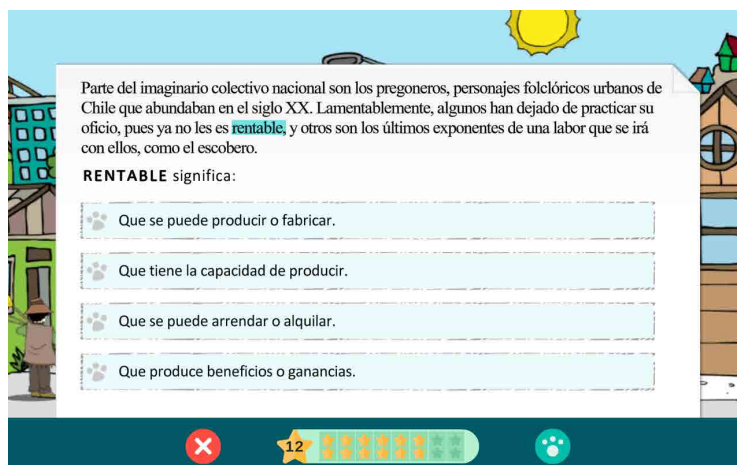 Parte del imaginario colectivo nacional son los pregoneros, personajes folclóricos urbanos de
Chile que abundaban en el siglo XX. Lamentablemente, algunos han dejado de practicar su
oficio, pues ya no les es rentable, y otros son los últimos exponentes de una labor que se irá
con ellos, como el escobero.
RENTABLE significa:
Que se puede producir o fabricar.
Que tiene la capacidad de producir.
Que se puede arrendar o alquilar.
Que produce beneficios o ganancias.
12